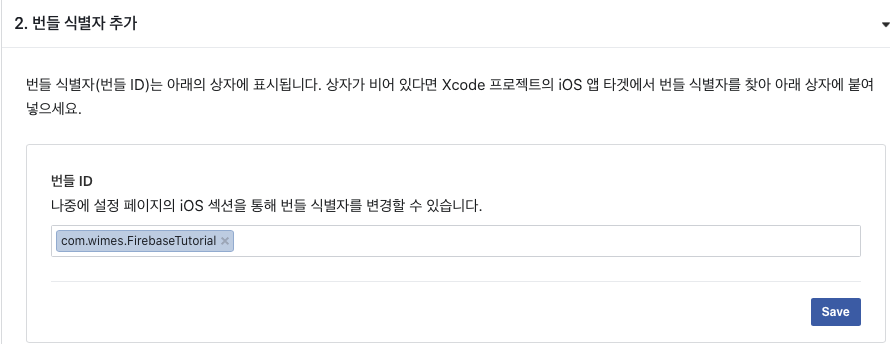 2. 번들 식별자 추가
번들 식별자(번들 ID)는 아래의 상자에 표시됩니다. 상자가 비어 있다면 Xcode 프로젝트의 iOS 앱 타겟에서 번들 식별자를 찾아 아래 상자에 붙여
넣으세요.
번들 ID
나중에 설정 페이지의 iOS 섹션을 통해 번들 식별자를 변경할 수 있습니다.
com.wimes.FirebaseTutorial ×
Save